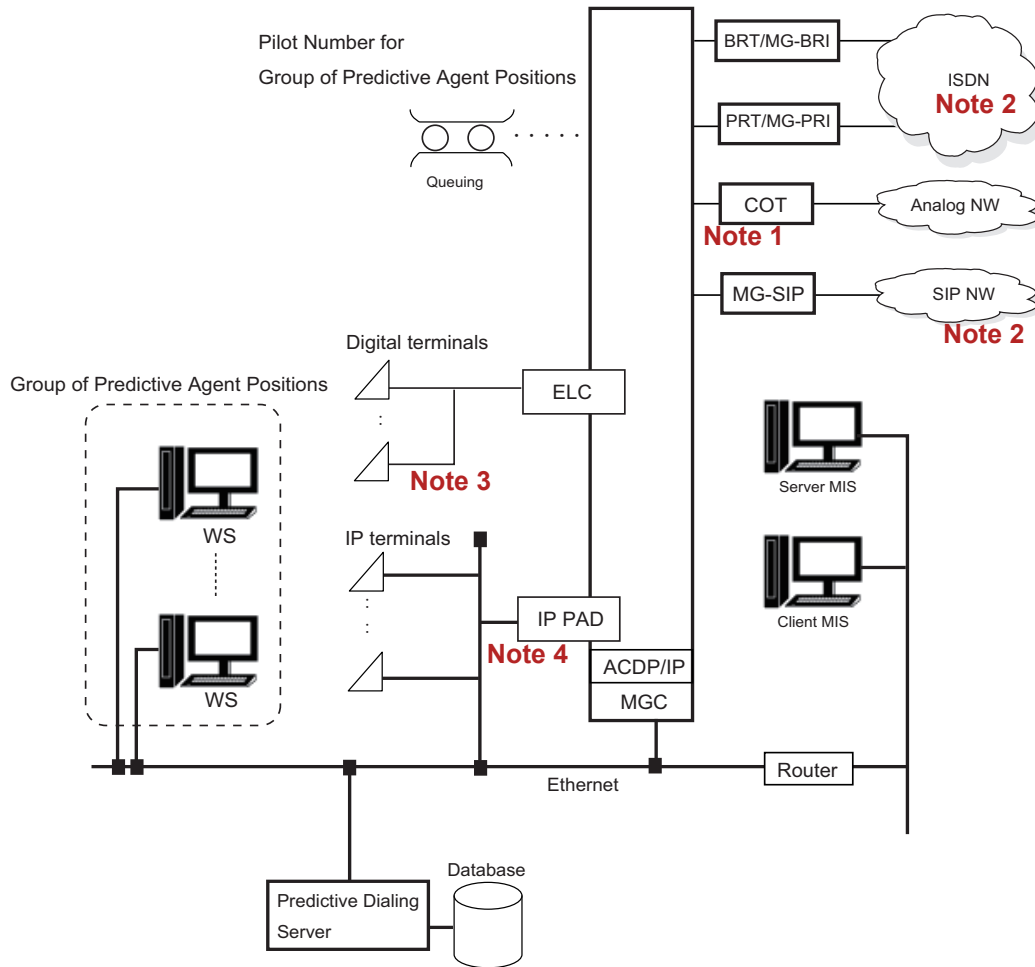 Pilot Number for
Group of Predictive Agent Positions
Queuing
BRT/MG-BRI
ISDN
Note 2
PRT/MG-PRI
COT
Analog NW
Note 1
MG-SIP
SIP NW
Note 2
Digital terminals
ELC
Note 3
Group of Predictive Agent Positions
WS
WS
IP terminals
IP PAD
Note 4
ACDP/IP
MGC
Server MIS
Client MIS
Ethernet
Router
Database
Predictive Dialing
Server